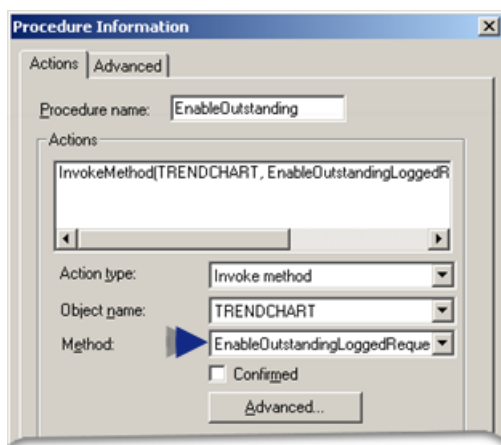 Procedure Information
Actions Advanced
Procedure name: EnableOutstanding
Actions
InvokeMethod(TRENDCHART, EnableOutstandingLoggedR
Action type: Invoke method
Object name: TRENDCHART
Method: EnableOutstandingLoggedReque
Confirmed
Advanced...